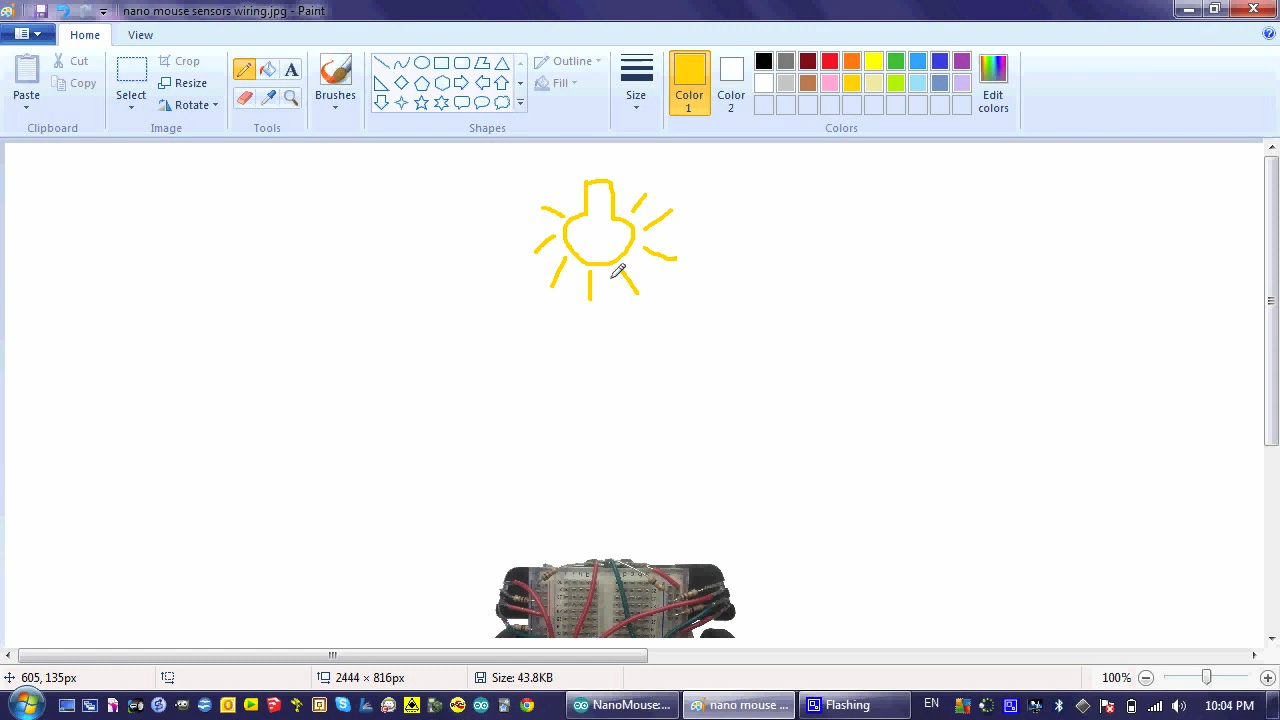 nano mouse sensors wiring.jpg - Paint
Home View
Paste
Cut
Copy
Clipboard
Select
Crop
Resize
Rotate
Image
A
Tools
Brushes
Outline
Fill
Shapes
Size
Color 1
Color 2
Edit colors
Colors
605, 135px
2444 × 816px
Size: 43.8KB
100%
NanoMouse:...
nano mouse ...
Flashing
EN
10:04 PM